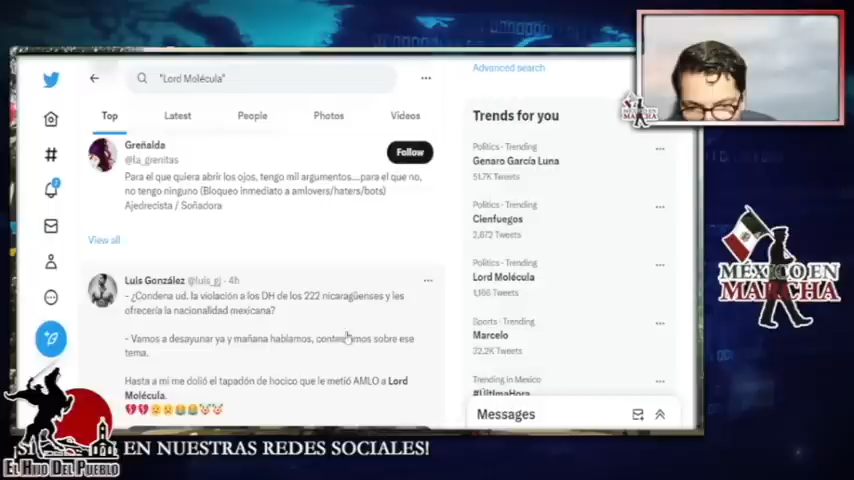 "Lord Molécula"
Top Latest People Photos Videos
Greñalda
@la_grenitas
Follow
Para el que quiera abrir los ojos, tengo mil argumentos....para el que no,
no tengo ninguno (Bloqueo inmediato a amlovers/haters/bots)
Ajedrecista / Soñadora
View all
Luis González @luis_gj · 4h
- ¿Condena ud. la violación a los DH de los 222 nicaragüenses y les
ofrecería la nacionalidad mexicana?
- Vamos a desayunar ya y mañana hablamos, contestamos sobre ese
tema.
Hasta a mi me dolió el tapadón de hocico que le metió AMLO a Lord
Molécula.
Advanced search
Trends for you
Politics · Trending
Genaro García Luna
51.7K Tweets
Politics · Trending
Cienfuegos
2,672 Tweets
Politics · Trending
Lord Molécula
Tweets
Sports · Trending
Marcelo
32.2K Tweets
Trending in Mexico
#ÚltimaHora
Messages
MÉXICO EN
MARCHA
MÉXICO EN
MARCHA
EN NUESTRAS REDES SOCIALES!
EL HIJO DEL PUEBLO